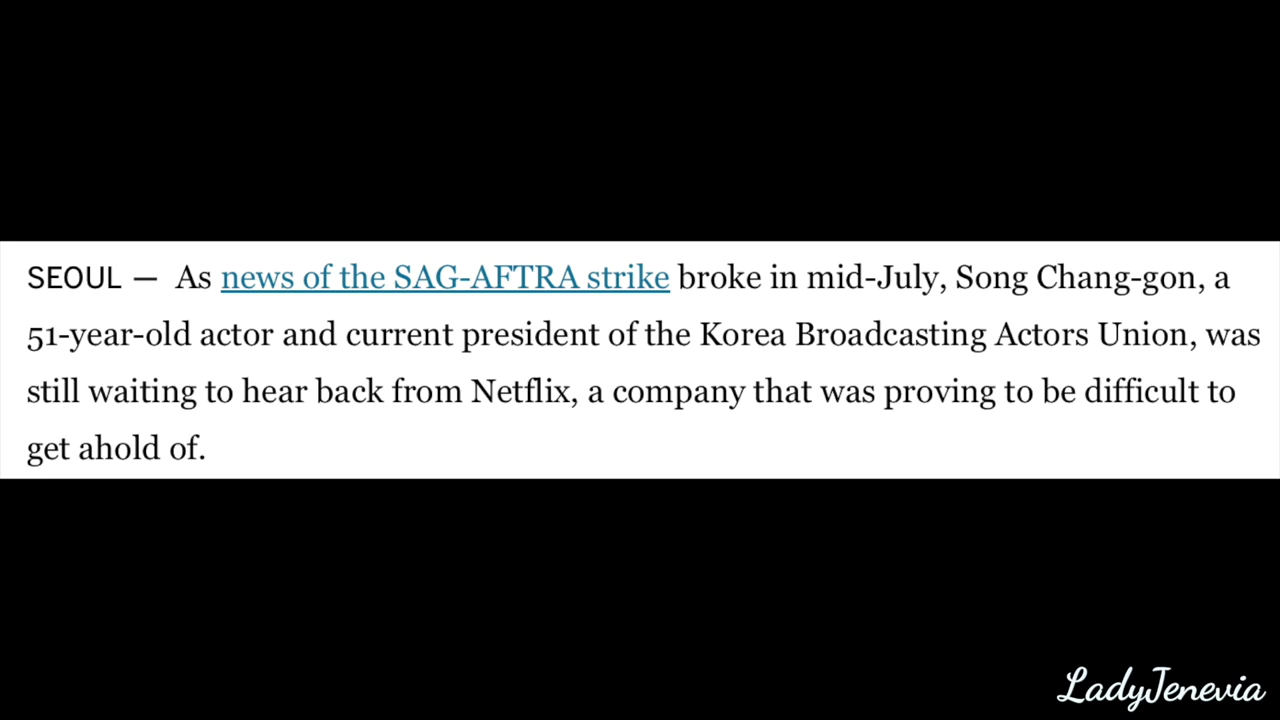 SEOUL — As news of the SAG-AFTRA strike broke in mid-July, Song Chang-gon, a
51-year-old actor and current president of the Korea Broadcasting Actors Union, was
still waiting to hear back from Netflix, a company that was proving to be difficult to
get ahold of.
LadyJenevia